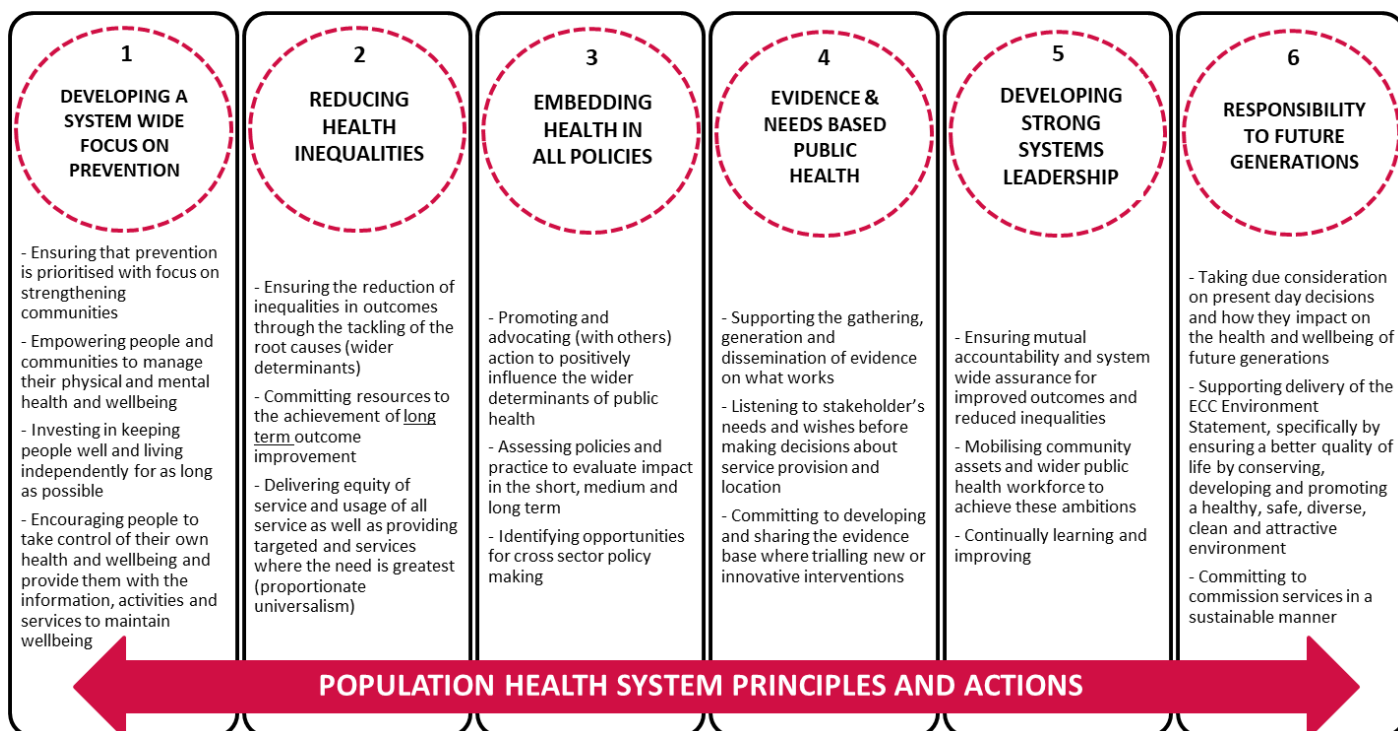 1
DEVELOPING A
SYSTEM WIDE
FOCUS ON
PREVENTION
- Ensuring that prevention
is prioritised with focus on
strengthening
communities
- Empowering people and
communities to manage
their physical and mental
health and wellbeing
- Investing in keeping
people well and living
independently for as long
as possible
- Encouraging people to
take control of their own
health and wellbeing and
provide them with the
information, activities and
services to maintain
wellbeing
2
REDUCING
HEALTH
INEQUALITIES
- Ensuring the reduction of
inequalities in outcomes
through the tackling of the
root causes (wider
determinants)
- Committing resources to
the achievement of long
term outcome
improvement
- Delivering equity of
service and usage of all
service as well as providing
targeted and services
where the need is greatest
(proportionate
universalism)
3
EMBEDDING
HEALTH IN
ALL POLICIES
- Promoting and
advocating (with others)
action to positively
influence the wider
determinants of public
health
- Assessing policies and
practice to evaluate impact
in the short, medium and
long term
- Identifying opportunities
for cross sector policy
making
4
EVIDENCE &
NEEDS BASED
PUBLIC
HEALTH
- Supporting the gathering,
generation and
dissemination of evidence
on what works
- Listening to stakeholder's
needs and wishes before
making decisions about
service provision and
location
- Committing to developing
and sharing the evidence
base where trialling new or
innovative interventions
5
DEVELOPING
STRONG
SYSTEMS
LEADERSHIP
- Ensuring mutual
accountability and system
wide assurance for
improved outcomes and
reduced inequalities
- Mobilising community
assets and wider public
health workforce to
achieve these ambitions
- Continually learning and
improving
6
RESPONSIBILITY
TO FUTURE
GENERATIONS
- Taking due consideration
on present day decisions
and how they impact on
the health and wellbeing of
future generations
- Supporting delivery of the
ECC Environment
Statement, specifically by
ensuring a better quality of
life by conserving,
developing and promoting
a healthy, safe, diverse,
clean and attractive
environment
- Committing to
commission services in a
sustainable manner
POPULATION HEALTH SYSTEM PRINCIPLES AND ACTIONS